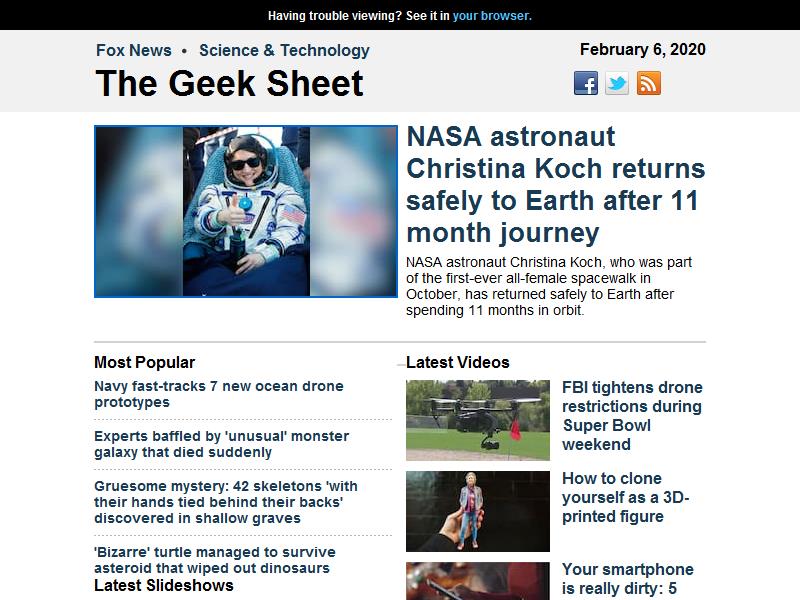 Having trouble viewing? See it in your browser.
Fox News • Science & Technology
February 6, 2020
The Geek Sheet
NASA astronaut
Christina Koch returns
safely to Earth after 11
month journey
NASA astronaut Christina Koch, who was part
of the first-ever all-female spacewalk in
October, has returned safely to Earth after
spending 11 months in orbit.
Most Popular
Navy fast-tracks 7 new ocean drone
prototypes
Experts baffled by 'unusual' monster
galaxy that died suddenly
Gruesome mystery: 42 skeletons 'with
their hands tied behind their backs'
discovered in shallow graves
'Bizarre' turtle managed to survive
asteroid that wiped out dinosaurs
Latest Slideshows
Latest Videos
FBI tightens drone
restrictions during
Super Bowl
weekend
How to clone
yourself as a 3D-
printed figure
Your smartphone
is really dirty: 5